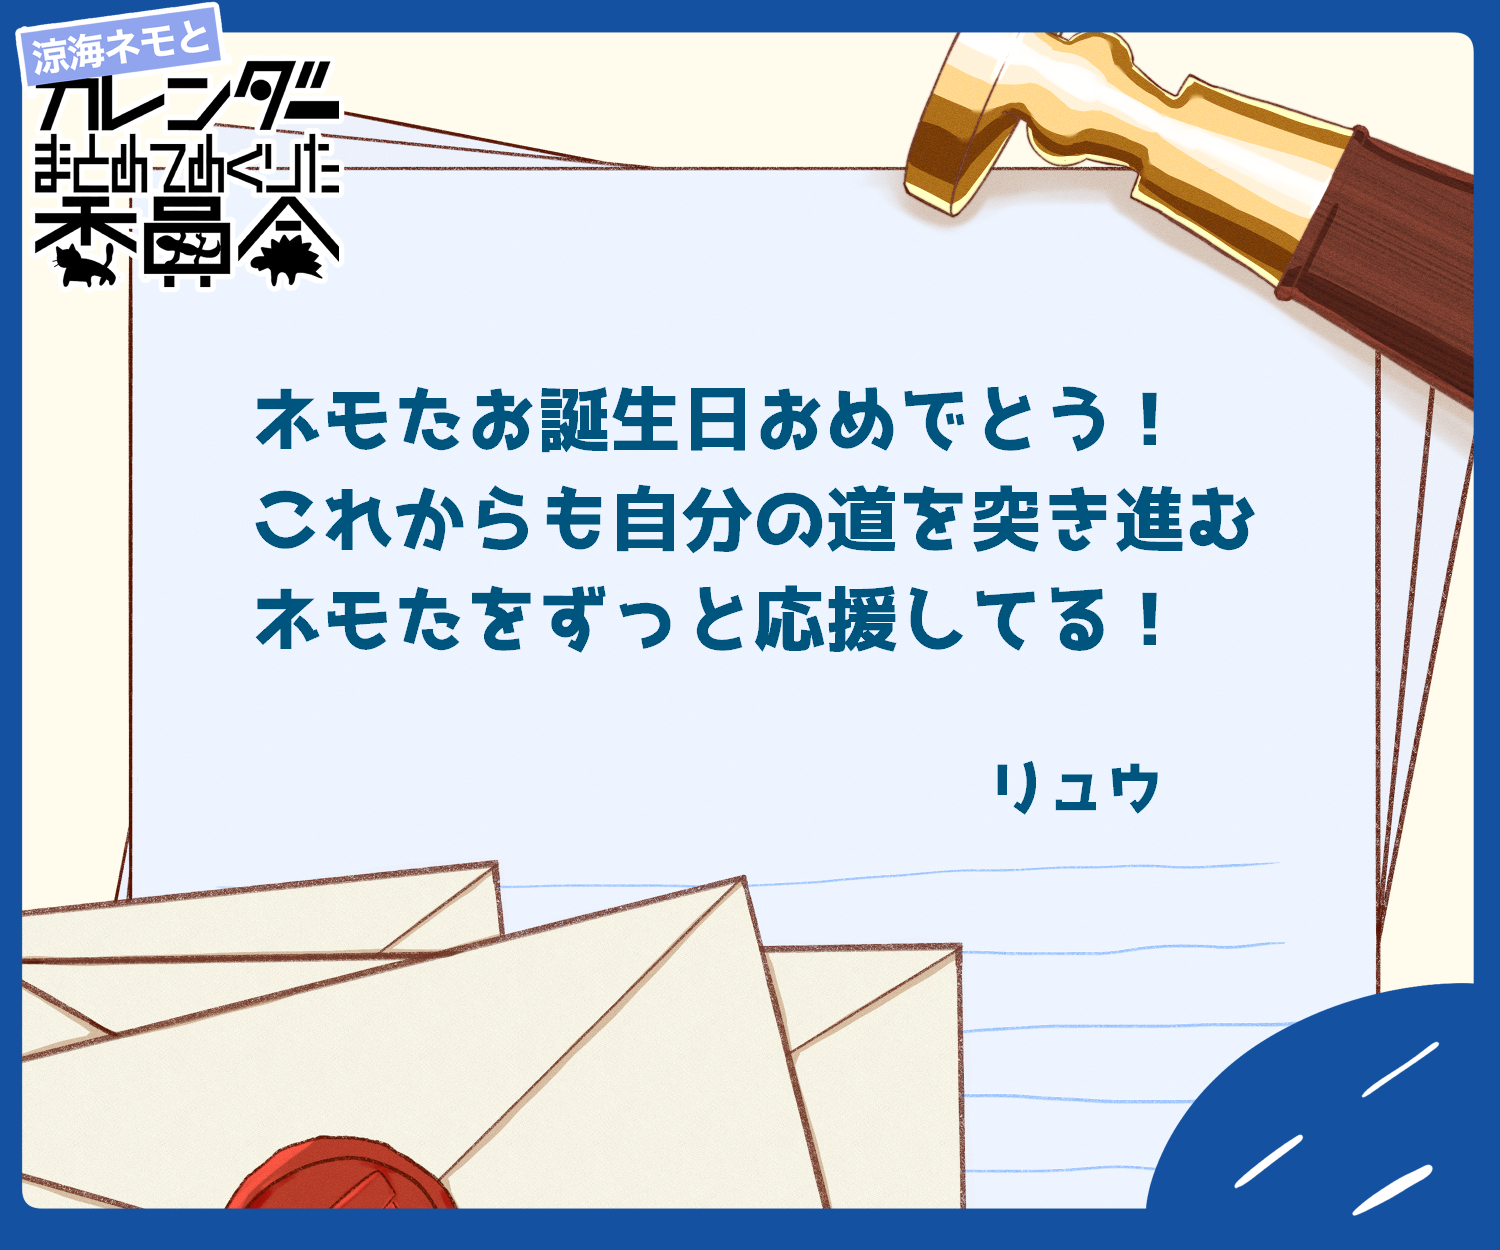 涼海ネモと
カレンダー
まとめてめくりた
委員会
ネモたお誕生日おめでとう！
これからも自分の道を突き進む
ネモたをずっと応援してる！
リュウ